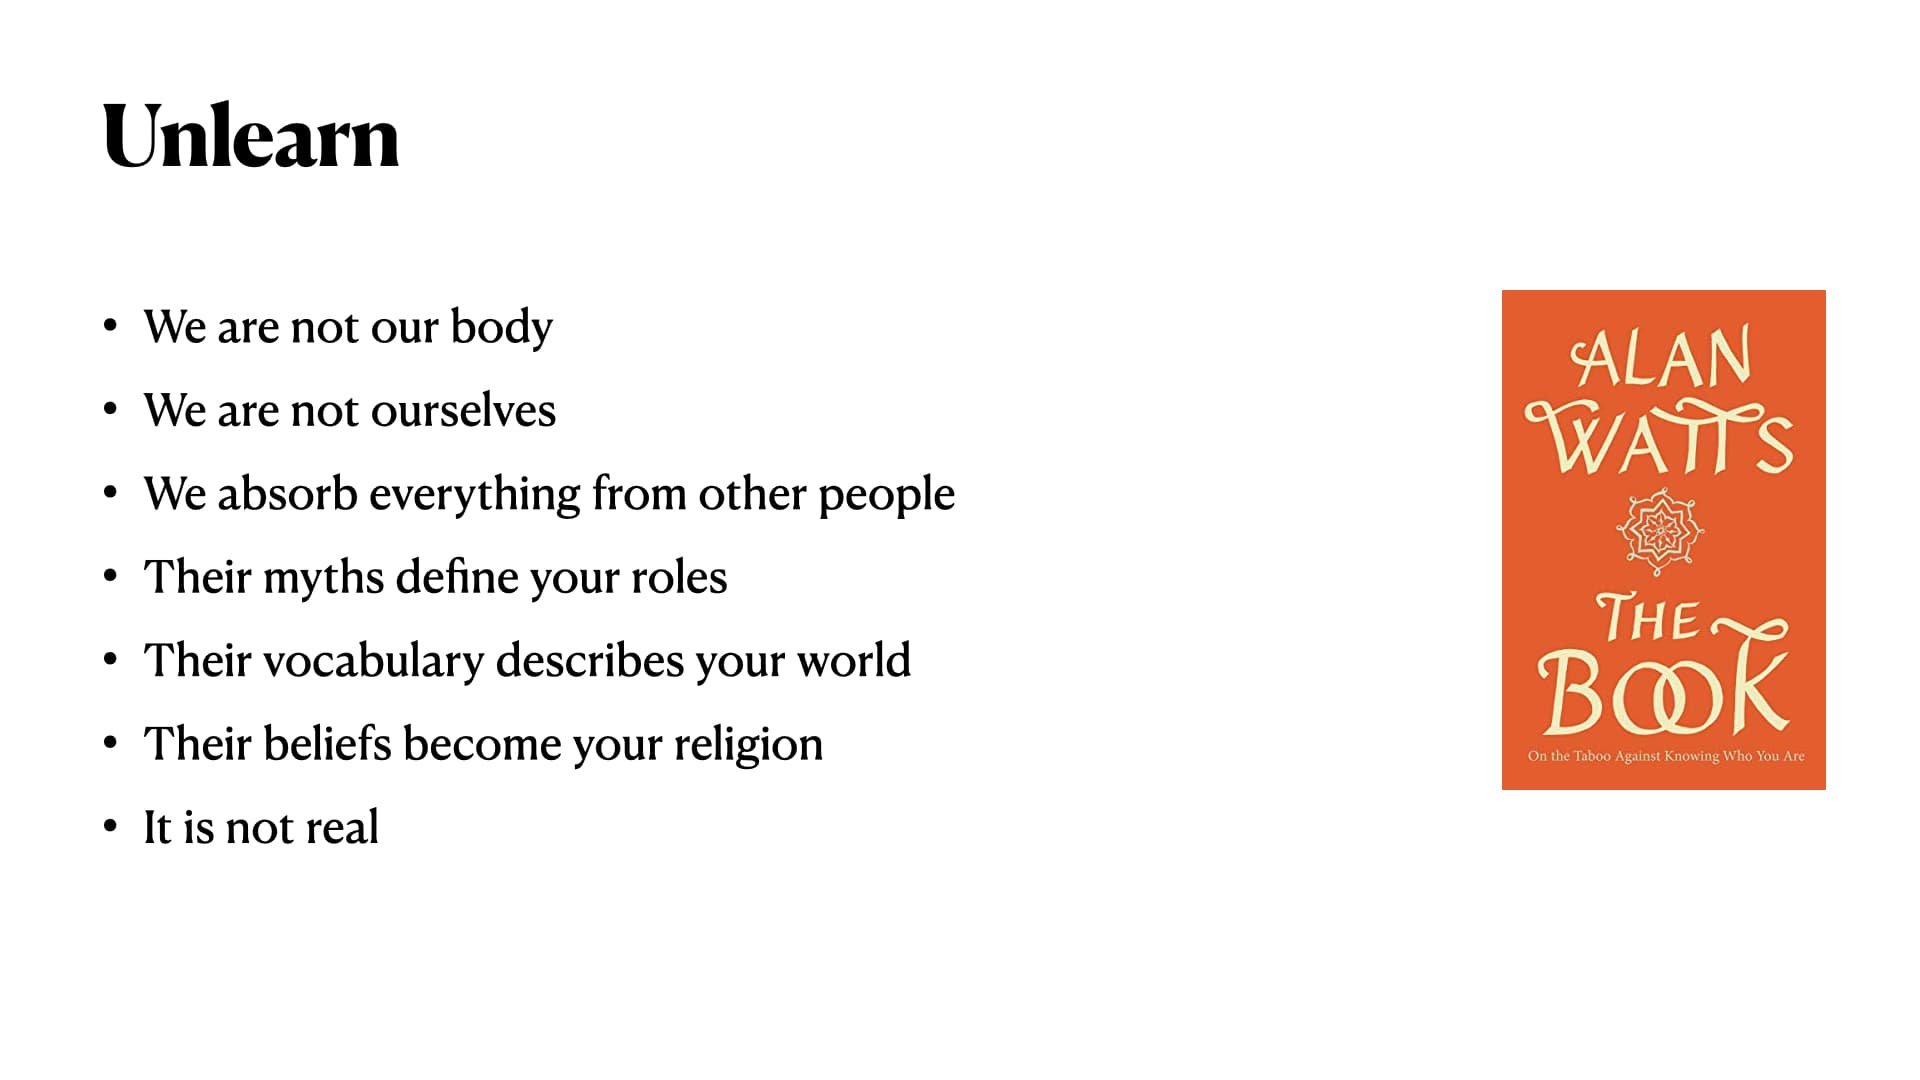 Unlearn
• We are not our body
• We are not ourselves
• We absorb everything from other people
• Their myths define your roles
• Their vocabulary describes your world
• Their beliefs become your religion
• It is not real
ALAN
WATTS
THE
BOOK
On the Taboo Against Knowing Who You Are